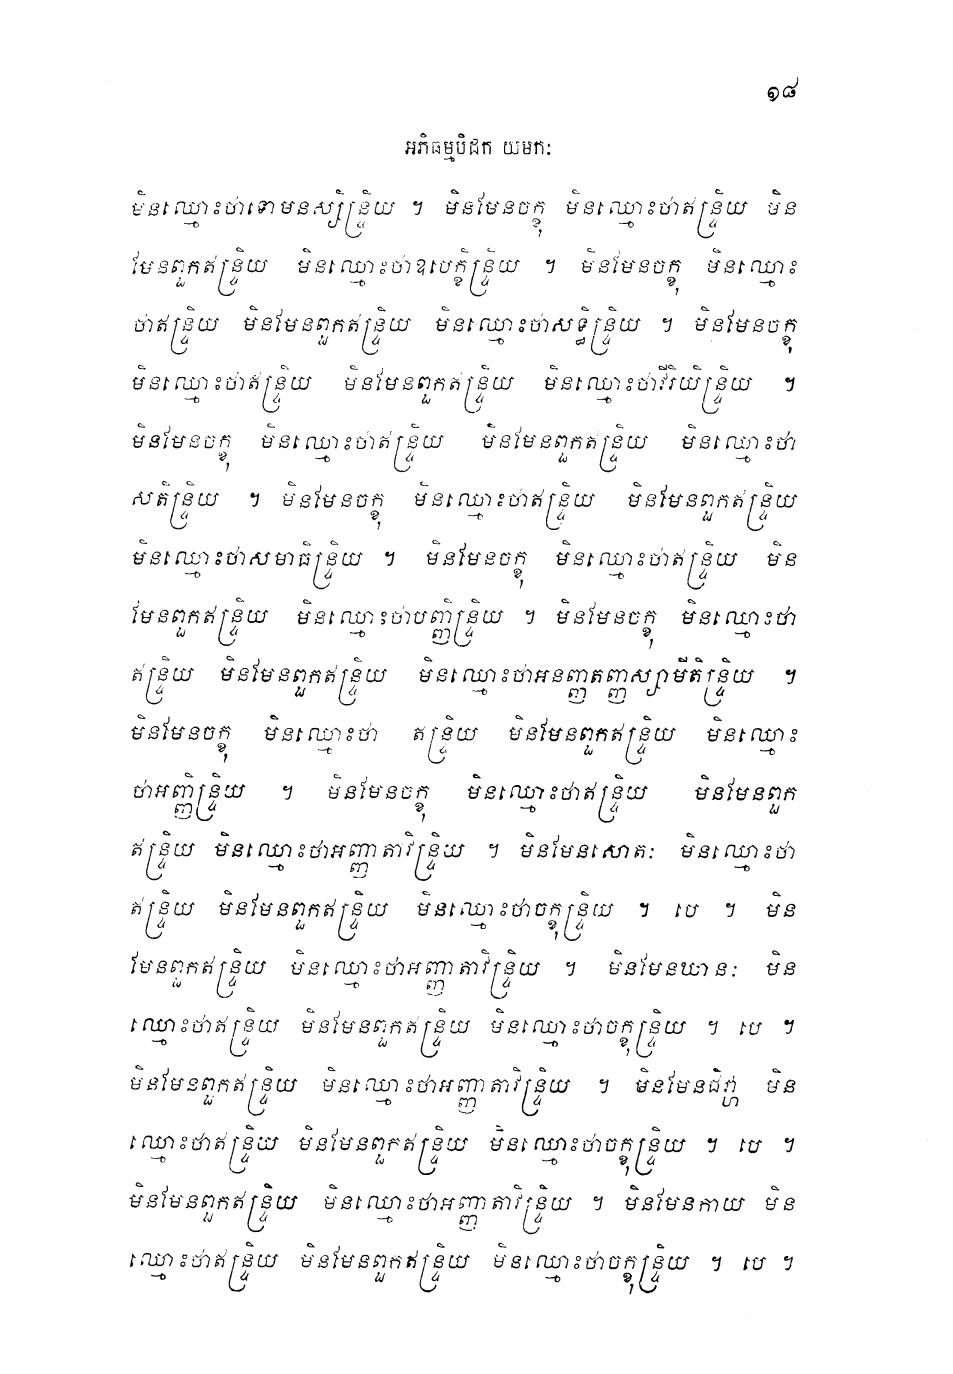 ១៨
អភិធម្មបិដក យមកៈ
មិនឈ្មោះថាទោមនស្សិន្ទ្រិយ ។ មិនមែនចក្ខុ មិនឈ្មោះថាឥន្ទ្រិយ មិន
មែនពួកឥន្ទ្រិយ មិនឈ្មោះថាឧបេក្ខិន្ទ្រិយ ។ មិនមែនចក្ខុ មិនឈ្មោះ
ថាឥន្ទ្រិយ មិនមែនពួកឥន្ទ្រិយ មិនឈ្មោះថាសទ្ធិន្ទ្រិយ ។ មិនមែនចក្ខុ
មិនឈ្មោះថាឥន្ទ្រិយ មិនមែនពួកឥន្ទ្រិយ មិនឈ្មោះថាវីរិយិន្ទ្រិយ ។
មិនមែនចក្ខុ មិនឈ្មោះថាឥន្ទ្រិយ មិនមែនពួកឥន្ទ្រិយ មិនឈ្មោះថា
សតិន្ទ្រិយ ។ មិនមែនចក្ខុ មិនឈ្មោះថាឥន្ទ្រិយ មិនមែនពួកឥន្ទ្រិយ
មិនឈ្មោះថាសមាធិន្ទ្រិយ ។ មិនមែនចក្ខុ មិនឈ្មោះថាឥន្ទ្រិយ មិន
មែនពួកឥន្ទ្រិយ មិនឈ្មោះថាបញ្ញិន្ទ្រិយ ។ មិនមែនចក្ខុ មិនឈ្មោះថា
ឥន្ទ្រិយ មិនមែនពួកឥន្ទ្រិយ មិនឈ្មោះថាអនញ្ញតញ្ញស្សាមីតិន្ទ្រិយ ។
មិនមែនចក្ខុ មិនឈ្មោះថា ឥន្ទ្រិយ មិនមែនពួកឥន្ទ្រិយ មិនឈ្មោះ
ថាអញ្ញិន្ទ្រិយ ។ មិនមែនចក្ខុ មិនឈ្មោះថាឥន្ទ្រិយ មិនមែនពួក
ឥន្ទ្រិយ មិនឈ្មោះថាអញ្ញាតាវិន្ទ្រិយ ។ មិនមែនសោតៈ មិនឈ្មោះថា
ឥន្ទ្រិយ មិនមែនពួកឥន្ទ្រិយ មិនឈ្មោះថាចក្ខុន្ទ្រិយ ។ បេ ។ មិន
មែនពួកឥន្ទ្រិយ មិនឈ្មោះថាអញ្ញាតាវិន្ទ្រិយ ។ មិនមែនឃានៈ មិន
ឈ្មោះថាឥន្ទ្រិយ មិនមែនពួកឥន្ទ្រិយ មិនឈ្មោះថាចក្ខុន្ទ្រិយ ។ បេ ។
មិនមែនពួកឥន្ទ្រិយ មិនឈ្មោះថាអញ្ញាតាវិន្ទ្រិយ ។ មិនមែនជិវ្ហា មិន
ឈ្មោះថាឥន្ទ្រិយ មិនមែនពួកឥន្ទ្រិយ មិនឈ្មោះថាចក្ខុន្ទ្រិយ ។ បេ ។
មិនមែនពួកឥន្ទ្រិយ មិនឈ្មោះថាអញ្ញាតាវិន្ទ្រិយ ។ មិនមែនកាយ មិន
ឈ្មោះថាឥន្ទ្រិយ មិនមែនពួកឥន្ទ្រិយ មិនឈ្មោះថាចក្ខុន្ទ្រិយ ។ បេ ។